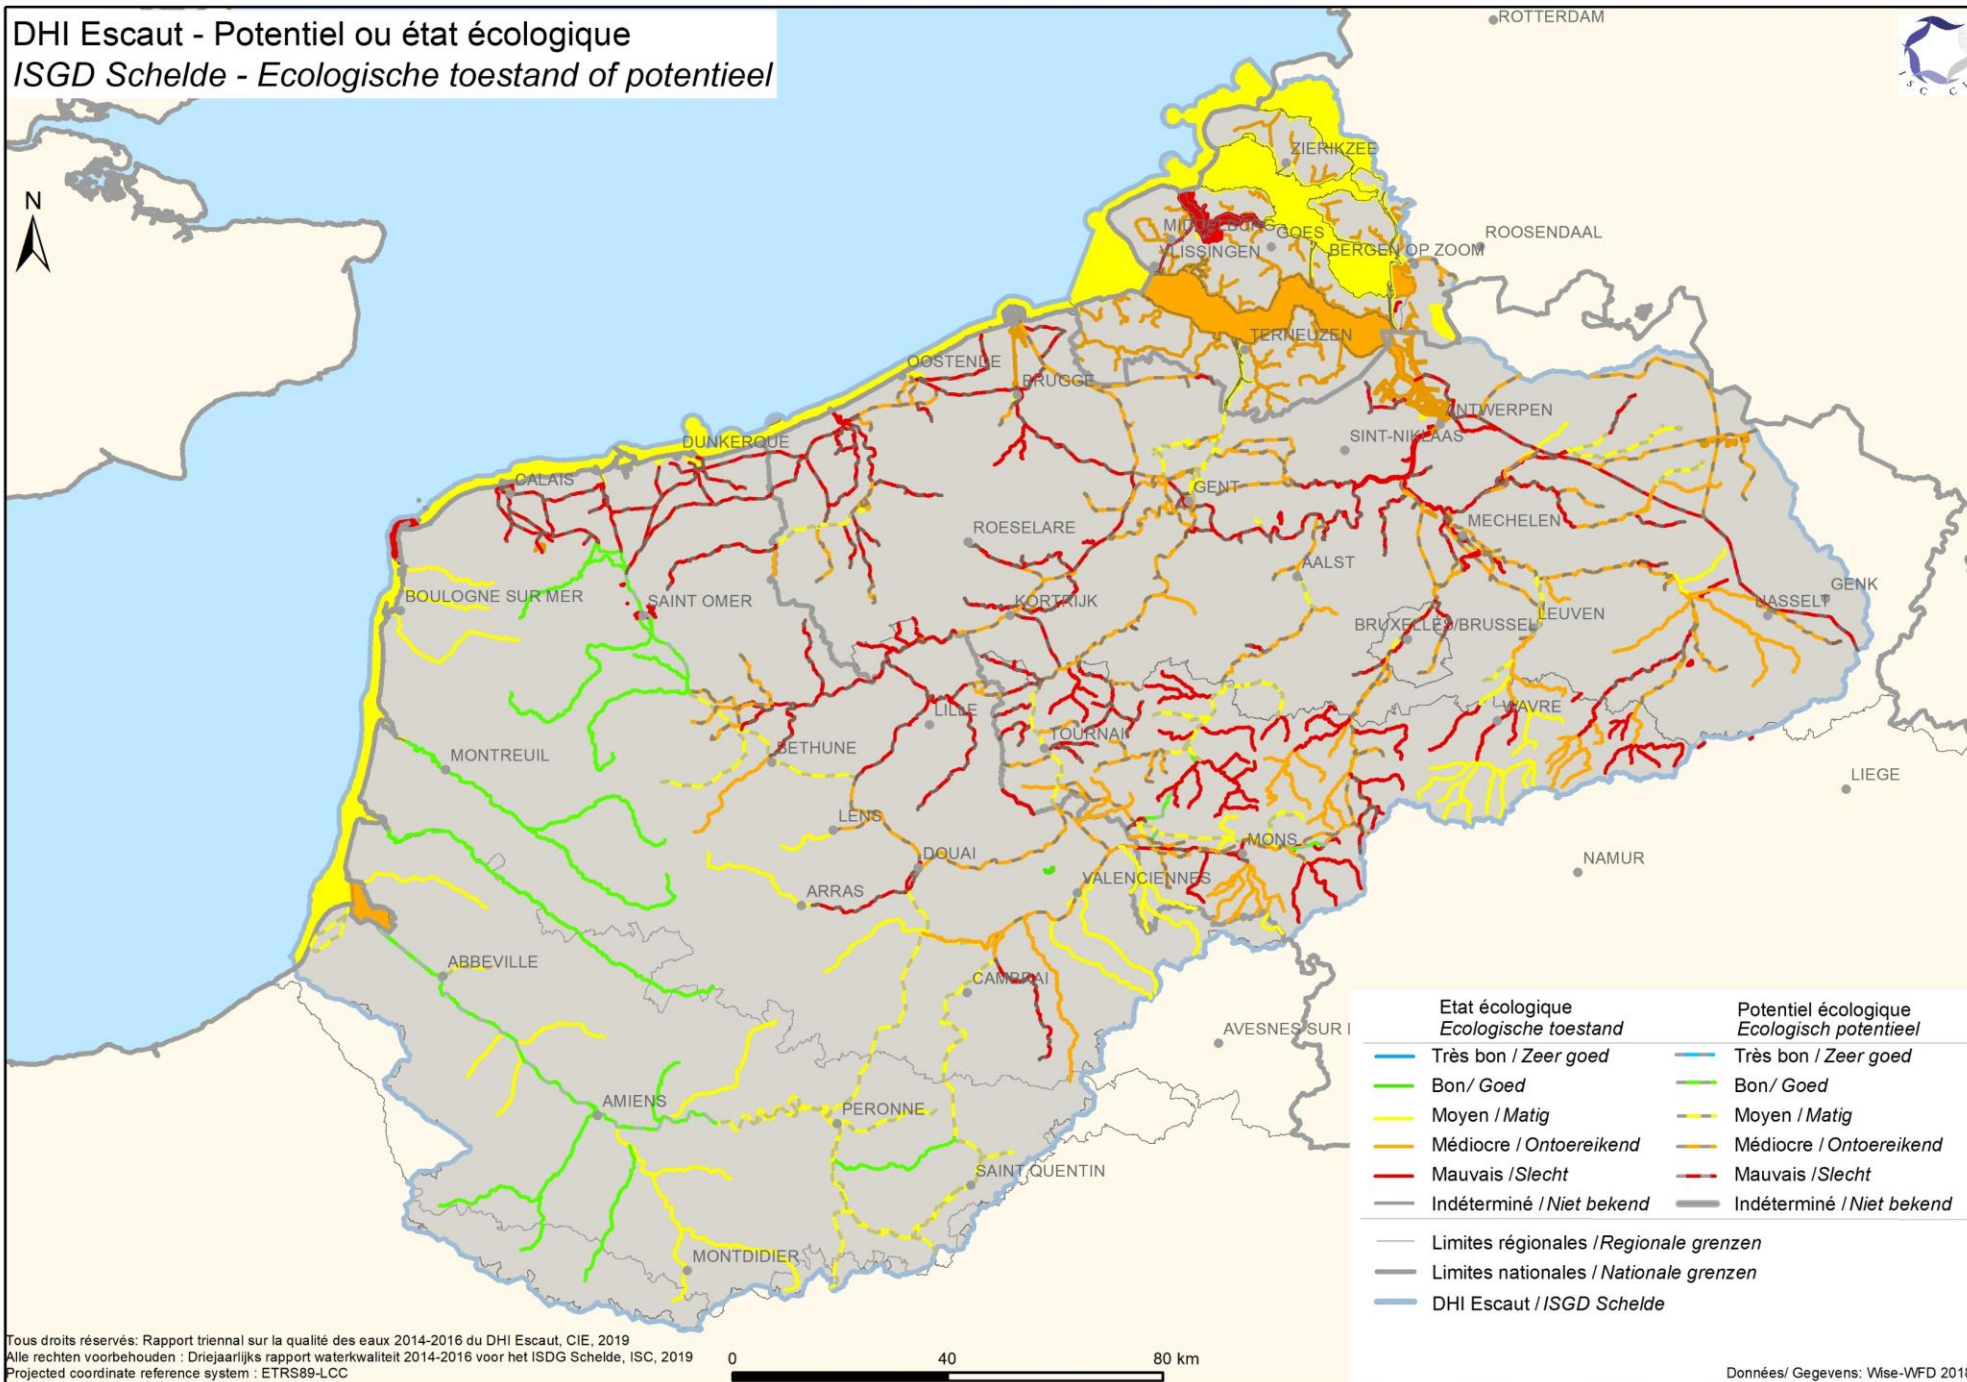 DHI Escaut - Potentiel ou état écologique
ISGD Schelde - Ecologische toestand of potentieel
ROTTERDAM
I S C C I
N
ZIERIKZEE
MIDDELBURG
GOES
ROOSENDAAL
VLISSINGEN
BERGEN OP ZOOM
TERNEUZEN
OOSTENDE
BRUGGE
ANTWERPEN
SINT-NIKLAAS
DUNKERQUE
CALAIS
GENT
ROESELARE
MECHELEN
AALST
GENK
BOULOGNE SUR MER
SAINT OMER
KORTRIJK
HASSELT
LEUVEN
BRUXELLES/BRUSSEL
LILLE
WAVRE
TOURNAI
BETHUNE
MONTREUIL
LIEGE
LENS
MONS
DOUAI
NAMUR
VALENCIENNES
ARRAS
ABBEVILLE
CAMBRAI
AVESNES SUR
AMIENS
PERONNE
SAINT QUENTIN
MONTDIDIER
Etat écologique
Ecologische toestand
Potentiel écologique
Ecologisch potentieel
Très bon / Zeer goed
Très bon / Zeer goed
Bon/ Goed
Bon/ Goed
Moyen / Matig
Moyen / Matig
Médiocre / Ontoereikend
Médiocre / Ontoereikend
Mauvais /Slecht
Mauvais /Slecht
Indéterminé / Niet bekend
Indéterminé / Niet bekend
Limites régionales / Regionale grenzen
Limites nationales / Nationale grenzen
DHI Escaut / ISGD Schelde
Tous droits réservés: Rapport triennal sur la qualité des eaux 2014-2016 du DHI Escaut, CIE, 2019
Alle rechten voorbehouden : Driejaarlijks rapport waterkwaliteit 2014-2016 voor het ISDG Schelde, ISC, 2019
Projected coordinate reference system : ETRS89-LCC
0 40 80 km
Données/ Gegevens: Wise-WFD 2018